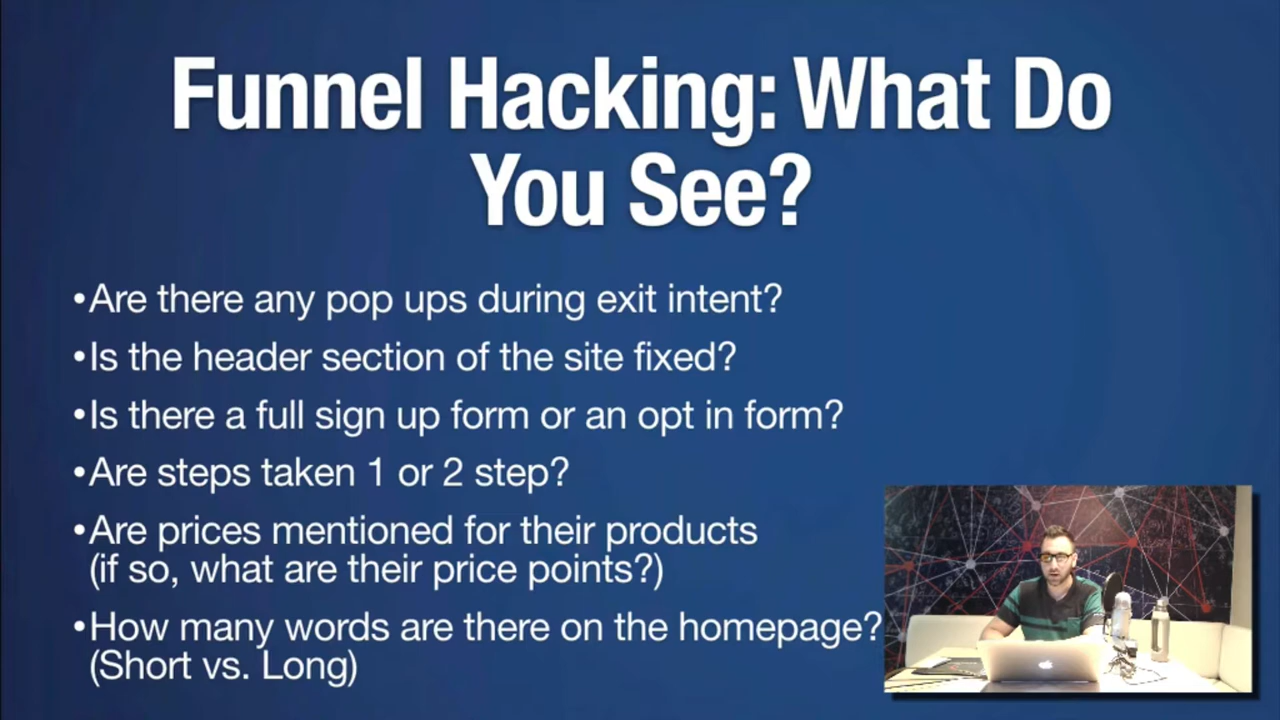 Funnel Hacking: What Do
You See?
•Are there any pop ups during exit intent?
•Is the header section of the site fixed?
•Is there a full sign up form or an opt in form?
•Are steps taken 1 or 2 step?
•Are prices mentioned for their products
(if so, what are their price points?)
•How many words are there on the homepage?
(Short vs. Long)